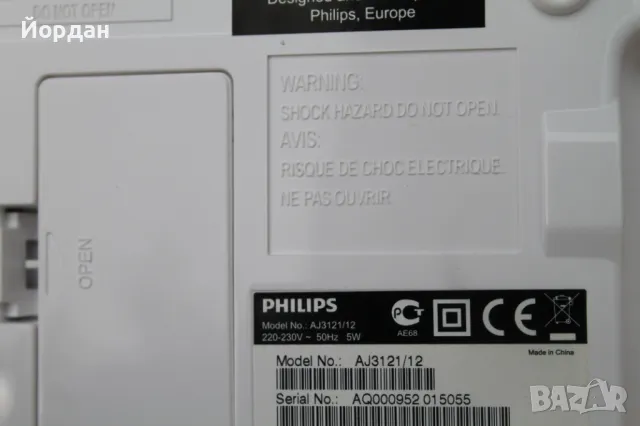 Йордан
DO NOT OPEN
Philips, Europe
WARNING:
SHOCK HAZARD DO NOT OPEN.
AVIS:
RISQUE DE CHOC ELECTRIQUE.
NE PAS OUVRIR
OPEN
PHILIPS
Model No.: AJ3121/12
220-230V ~ 50Hz 5W
AE68
CE
Made in China
Model No.: AJ3121/12
Serial No.: AQ000952 015055
BAZAR
bg